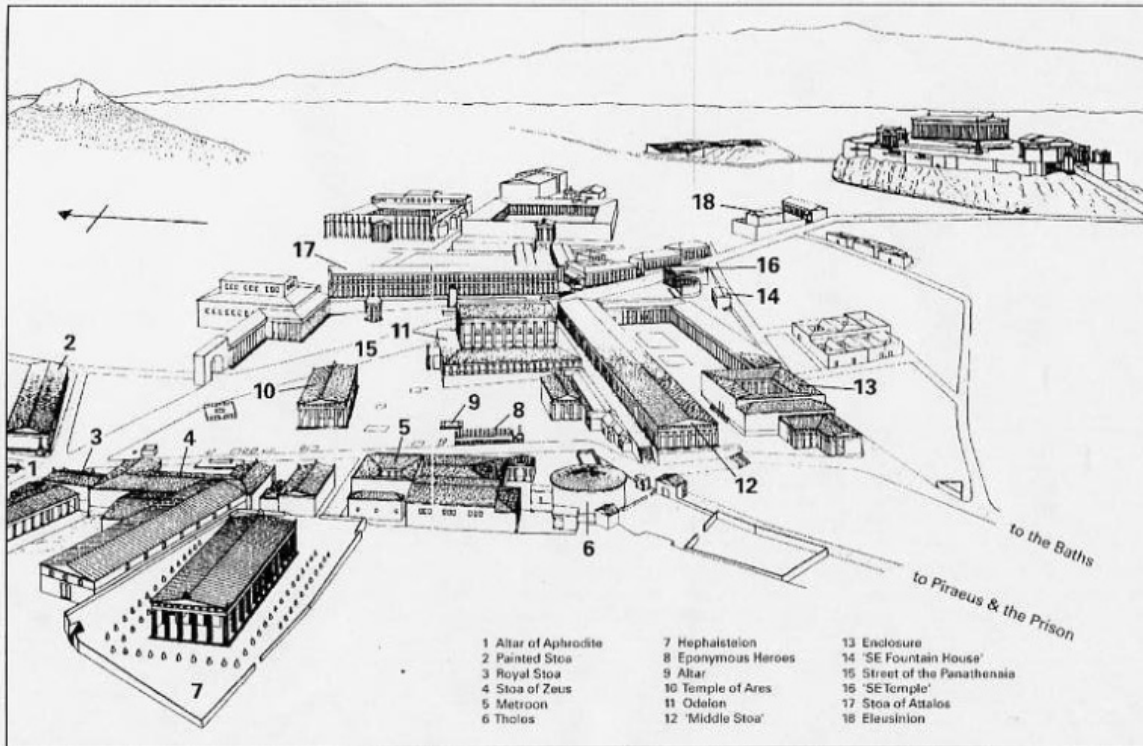 18
17
16
14
2
11
15
10
13
9
8
5
3
4
1
12
6
to the Baths
to Piraeus & the Prison
7
1 Altar of Aphrodite
2 Painted Stoa
3 Royal Stoa
4 Stoa of Zeus
5 Metroon
6 Tholos
7 Hephaisteion
8 Eponymous Heroes
9 Altar
10 Temple of Ares
11 Odeion
12 'Middle Stoa'
13 Enclosure
14 'SE Fountain House'
15 Street of the Panathenaia
16 'SE Temple'
17 Stoa of Attalos
18 Eleusinion